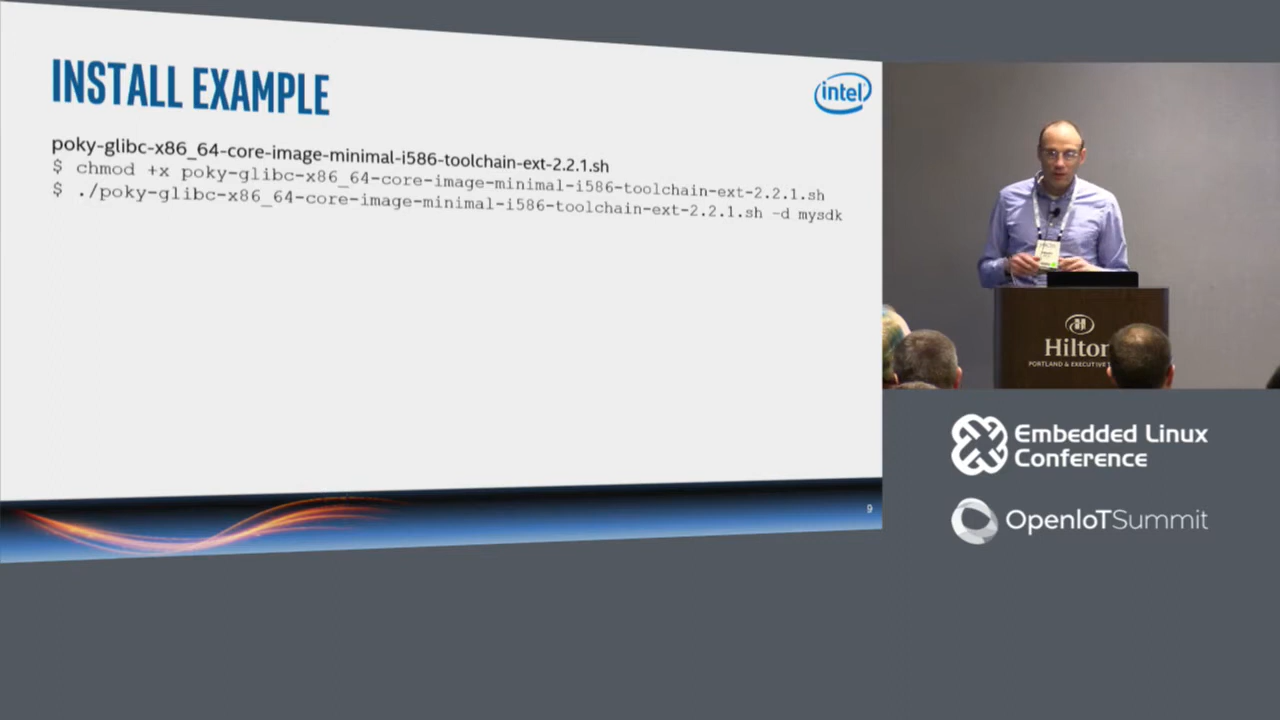 INSTALL EXAMPLE
intel
poky-glibc-x86_64-core-image-minimal-i586-toolchain-ext-2.2.1.sh
$ chmod +x poky-glibc-x86_64-core-image-minimal-i586-toolchain-ext-2.2.1.sh
$ ./poky-glibc-x86_64-core-image-minimal-i586-toolchain-ext-2.2.1.sh -d mysdk
9
Hilton
PORTLAND & EXECUTIVE
Embedded Linux
Conference
OpenIoTSummit